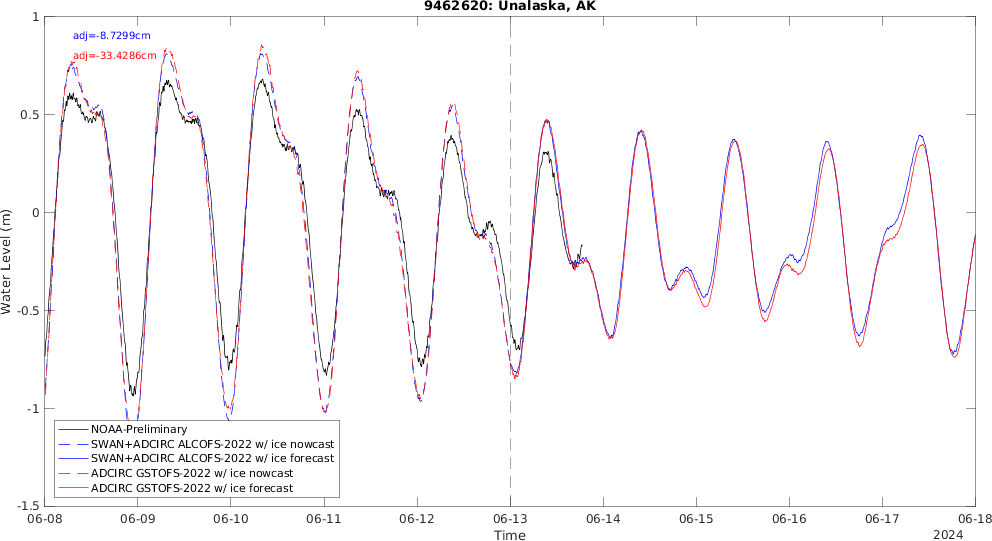 9462620: Unalaska, AK
adj=-8.7299cm
adj=-33.4286cm
Water Level (m)
1
0.5
0
-0.5
-1
-1.5
NOAA-Preliminary
SWAN+ADCIRC ALCOFS-2022 w/ ice nowcast
SWAN+ADCIRC ALCOFS-2022 w/ ice forecast
ADCIRC GSTOFS-2022 w/ ice nowcast
ADCIRC GSTOFS-2022 w/ ice forecast
06-08 06-09 06-10 06-11 06-12 06-13 06-14 06-15 06-16 06-17 06-18
Time
2024